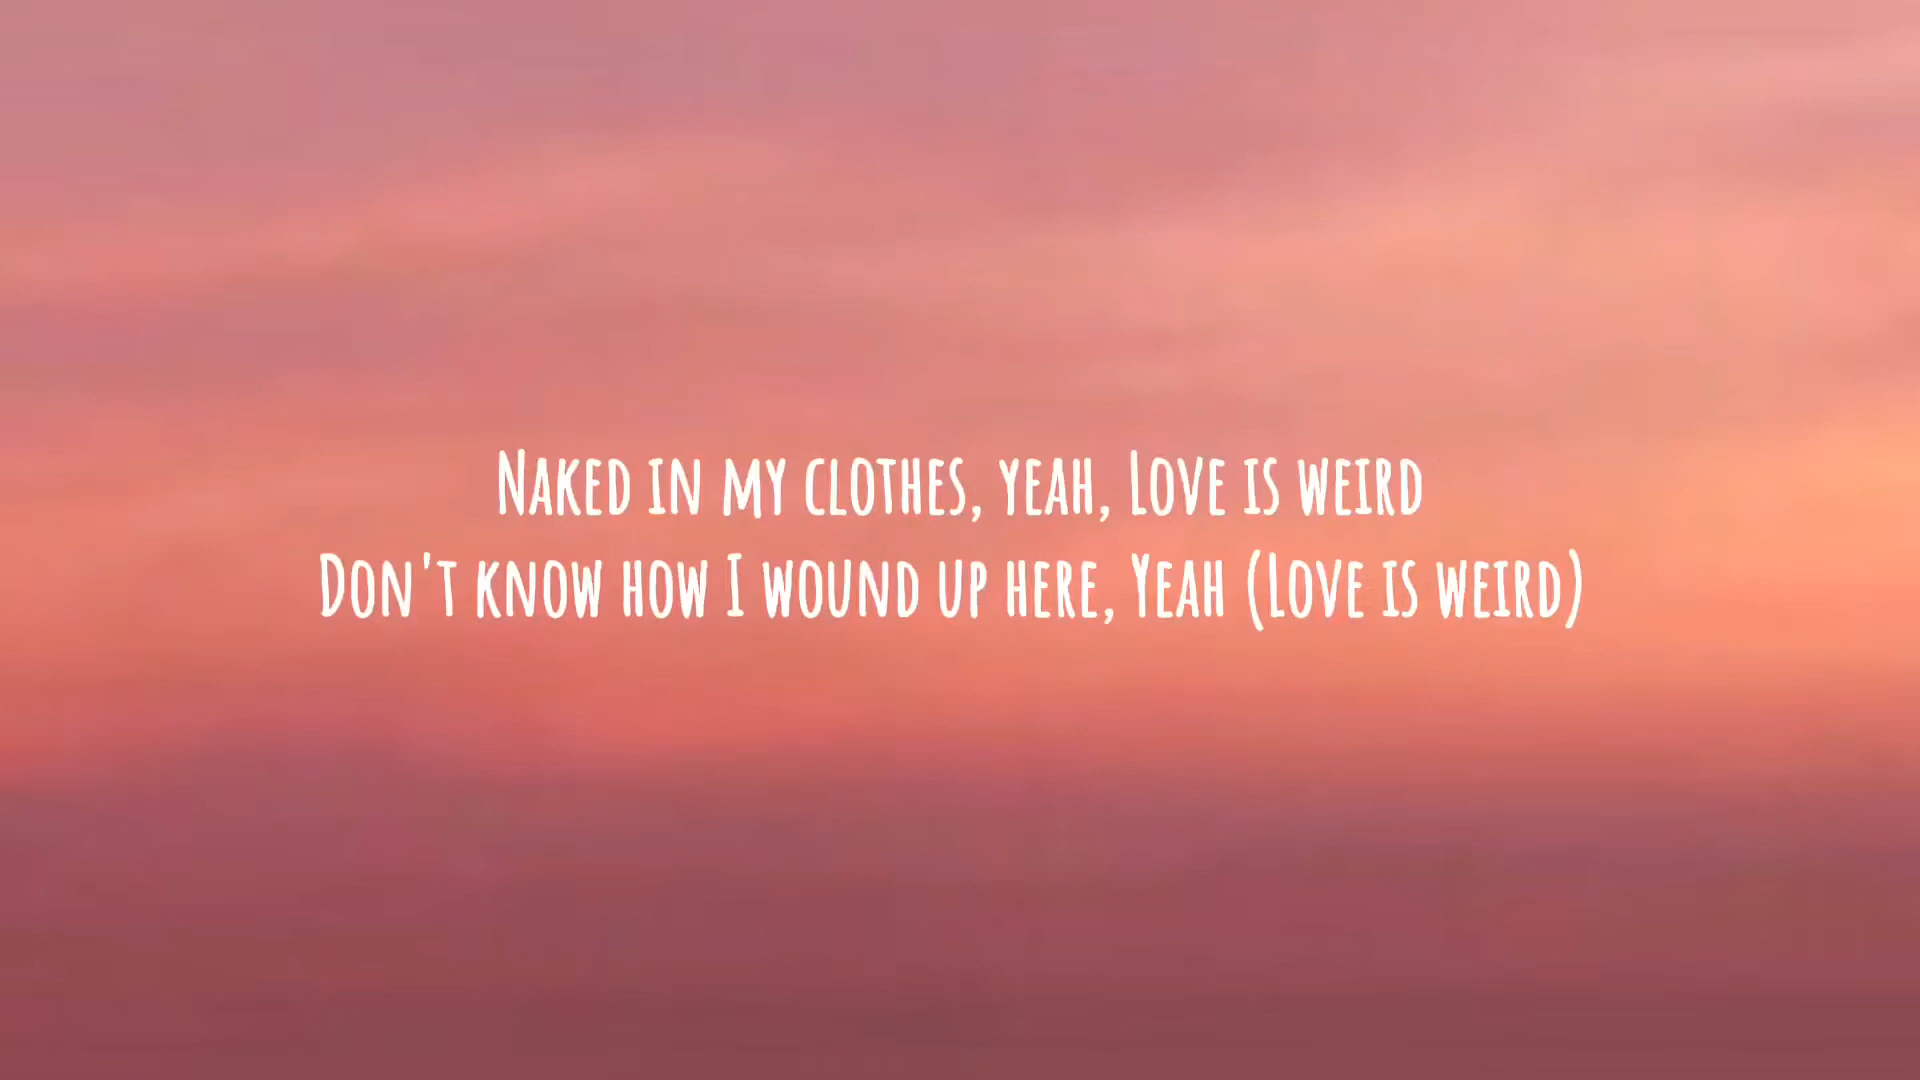 Naked in my clothes, yeah, Love is weird
Don't know how I wound up here, Yeah (Love is weird)